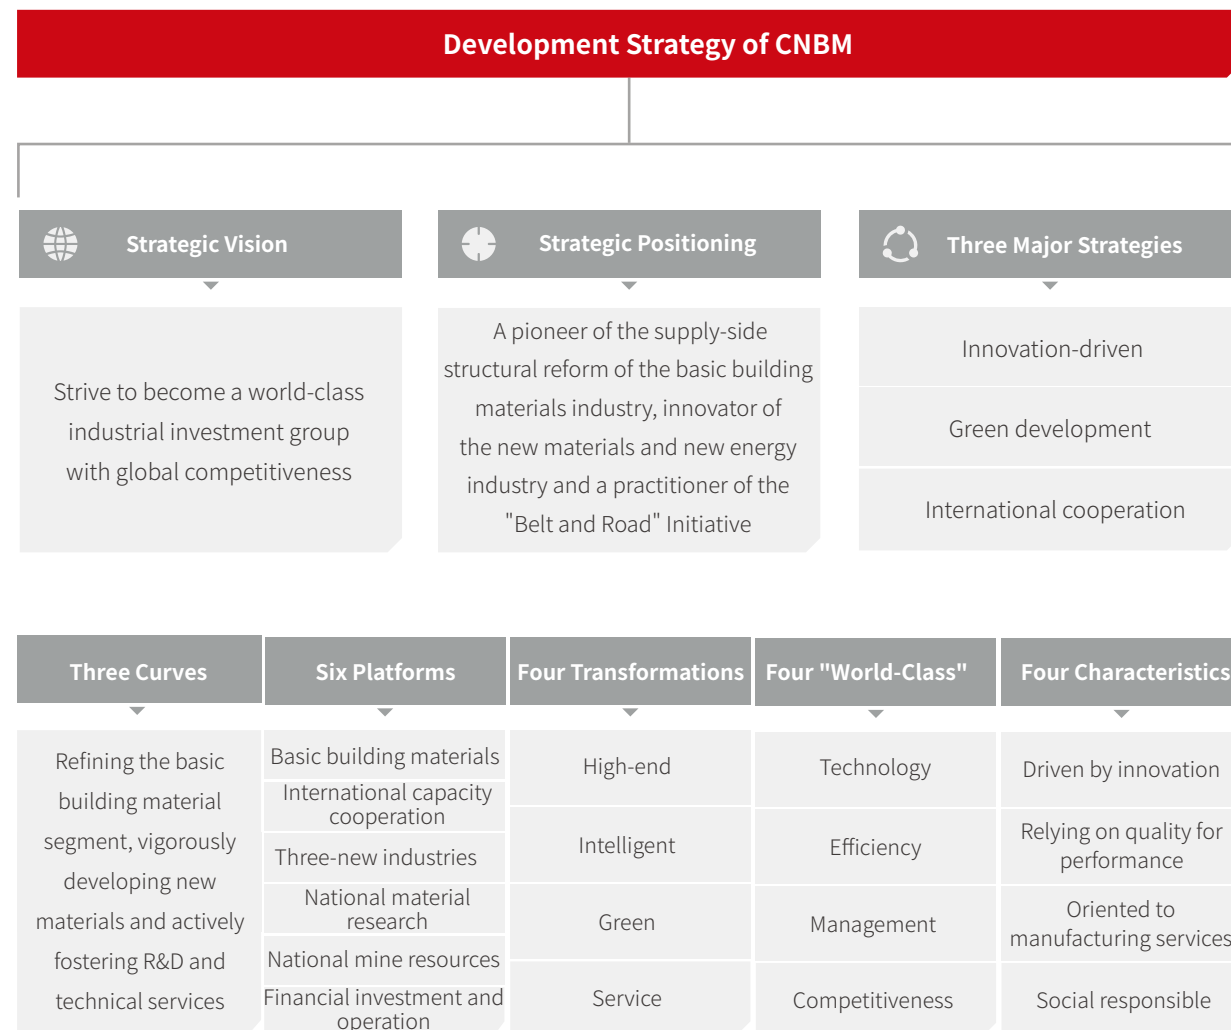 Development Strategy of CNBM
Strategic Vision
Strive to become a world-class
industrial investment group
with global competitiveness
Strategic Positioning
A pioneer of the supply-side
structural reform of the basic building
materials industry, innovator of
the new materials and new energy
industry and a practitioner of the
"Belt and Road" Initiative
Three Major Strategies
Innovation-driven
Green development
International cooperation
Three Curves
Refining the basic
building material
segment, vigorously
developing new
materials and actively
fostering R&D and
technical services
Six Platforms
Basic building materials
International capacity
cooperation
Three-new industries
National material
research
National mine resources
Financial investment and
operation
Four Transformations
High-end
Intelligent
Green
Service
Four "World-Class"
Technology
Efficiency
Management
Competitiveness
Four Characteristics
Driven by innovation
Relying on quality for
performance
Oriented to
manufacturing services
Social responsible